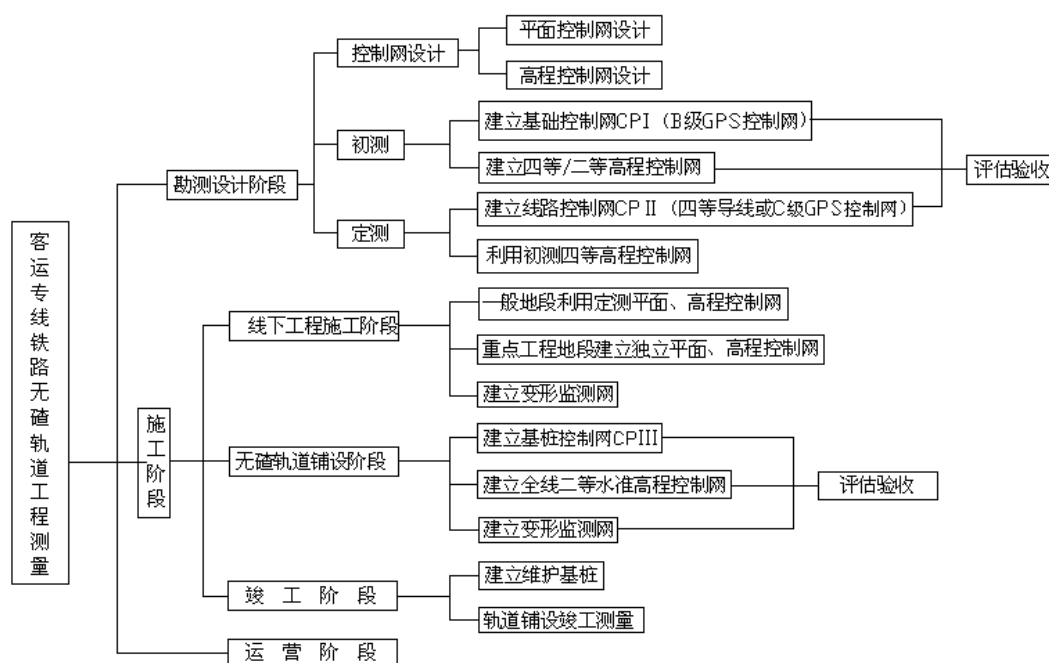 客运专线铁路无碴轨道工程测量
勘测设计阶段
控制网设计
平面控制网设计
高程控制网设计
初测
建立基础控制网CPⅠ（B级GPS控制网）
建立四等/二等高程控制网
定测
建立线路控制网CPⅡ（四等导线或C级GPS控制网）
利用初测四等高程控制网
评估验收
施工阶段
线下工程施工阶段
一般地段利用定测平面、高程控制网
重点工程地段建立独立平面、高程控制网
建立变形监测网
无碴轨道铺设阶段
建立基桩控制网CPIII
建立全线二等水准高程控制网
建立变形监测网
评估验收
竣工阶段
建立维护基桩
轨道铺设竣工测量
运营阶段